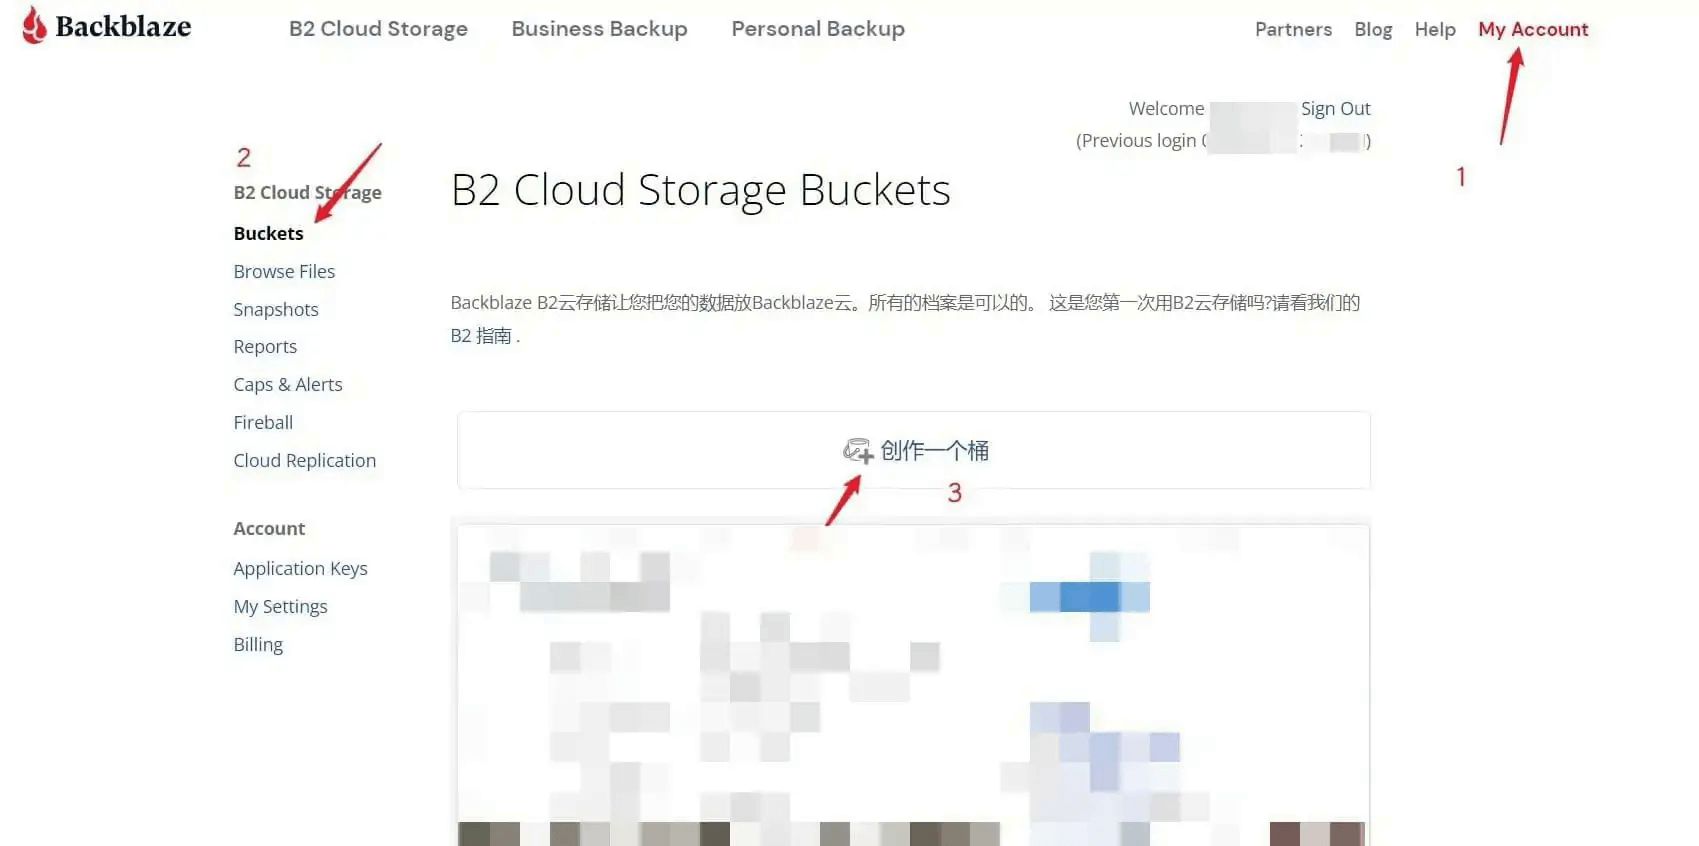 Backblaze
B2 Cloud Storage Business Backup Personal Backup
Partners Blog Help My Account
Welcome Sign Out
(Previous login
1
2
B2 Cloud Storage
Buckets
Browse Files
Snapshots
Reports
Caps & Alerts
Fireball
Cloud Replication
Account
Application Keys
My Settings
Billing
B2 Cloud Storage Buckets
Backblaze B2云存储让您把您的数据放Backblaze云。所有的档案是可以的。 这是您第一次用B2云存储吗?请看我们的
B2 指南 .
创作一个桶
3